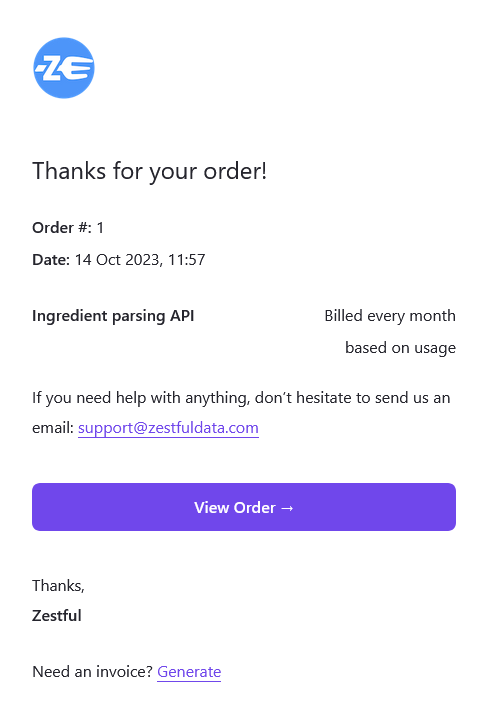 ZE
Thanks for your order!
Order #: 1
Date: 14 Oct 2023, 11:57
Ingredient parsing API
Billed every month
based on usage
If you need help with anything, don't hesitate to send us an
email: support@zestfuldata.com
View Order →
Thanks,
Zestful
Need an invoice? Generate